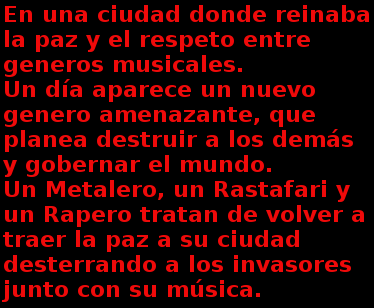 En una ciudad donde reinaba
la paz y el respeto entre
generos musicales.
Un día aparece un nuevo
genero amenazante, que
planea destruir a los demás
y gobernar el mundo.
Un Metalero, un Rastafari y
un Rapero tratan de volver a
traer la paz a su ciudad
desterrando a los invasores
junto con su música.